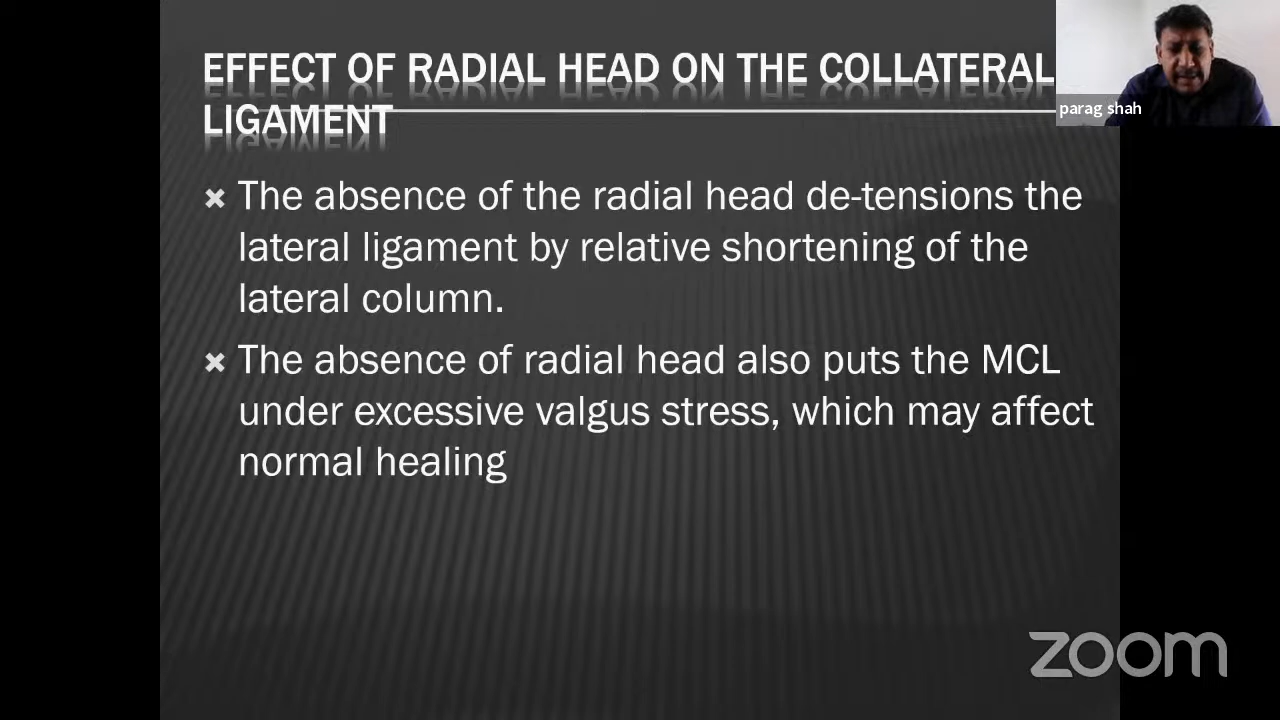 EFFECT OF RADIAL HEAD ON THE COLLATERAL
LIGAMENT
parag shah
The absence of the radial head de-tensions the
lateral ligament by relative shortening of the
lateral column.
The absence of radial head also puts the MCL
under excessive valgus stress, which may affect
normal healing
zoom